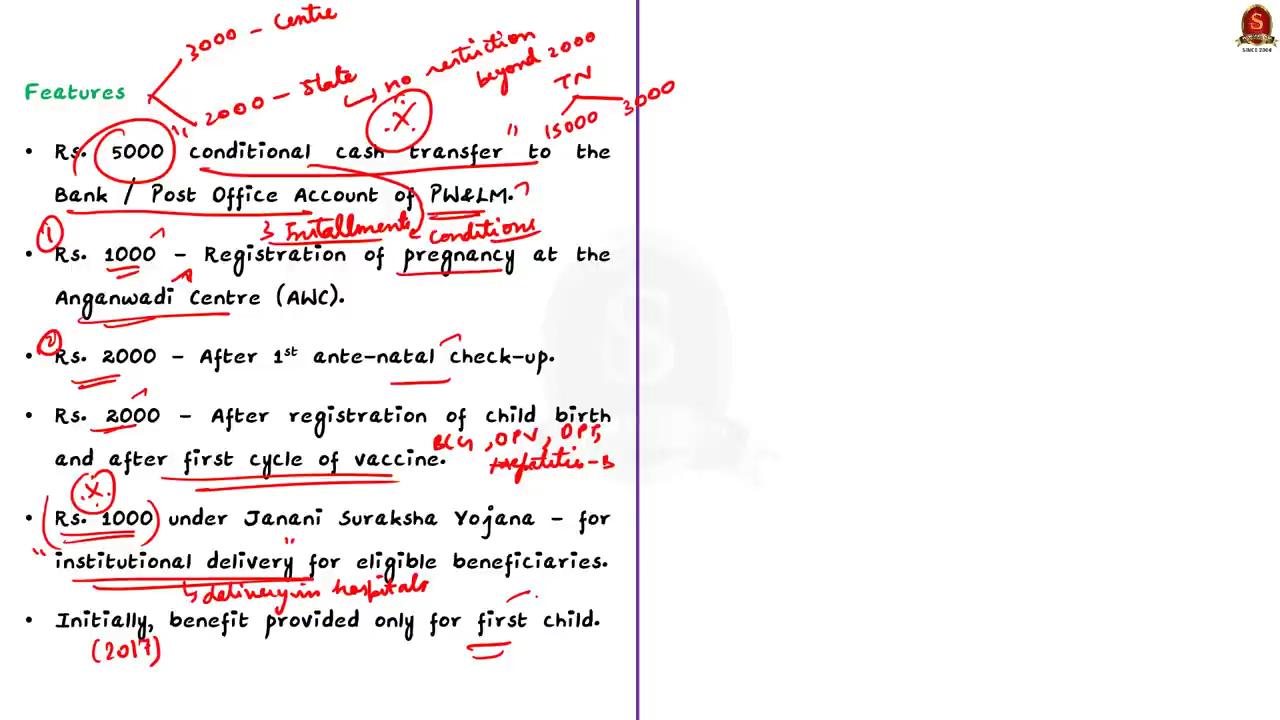 3000 - Centre
Features
2000 - State
↳ no restriction
beyond 2000
TN
15000 3000
• Rs. 5000 " conditional cash transfer " to the
Bank / Post Office Account of PW&LM.
3 Installments conditions
① Rs. 1000 - Registration of pregnancy at the
Anganwadi Centre (AWC).
② Rs. 2000 - After 1st ante-natal check-up.
• Rs. 2000 - After registration of child birth
BCG, OPV, DPT,
and after first cycle of vaccine. Hepatitis-B
• (Rs. 1000) under Janani Suraksha Yojana - for
"institutional delivery" for eligible beneficiaries.
↳ delivery in hospitals
• Initially, benefit provided only for first child.
(2017)
S
SINCE 2004